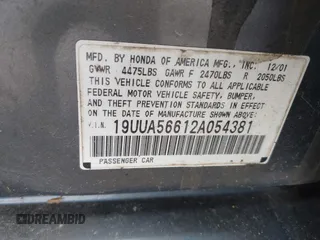 MFD. BY HONDA OF AMERICA MFG., INC. 12/01
GVWR 4475LBS GAWR F 2470LBS R 2050LBS
THIS VEHICLE CONFORMS TO ALL APPLICABLE
FEDERAL MOTOR VEHICLE SAFETY, BUMPER,
AND THEFT PREVENTION STANDARDS IN EFFECT
ON THE DATE OF MANUFACTURE SHOWN ABOVE.
V.I.N. 19UUA56612A054381
PASSENGER CAR
DREAMBID